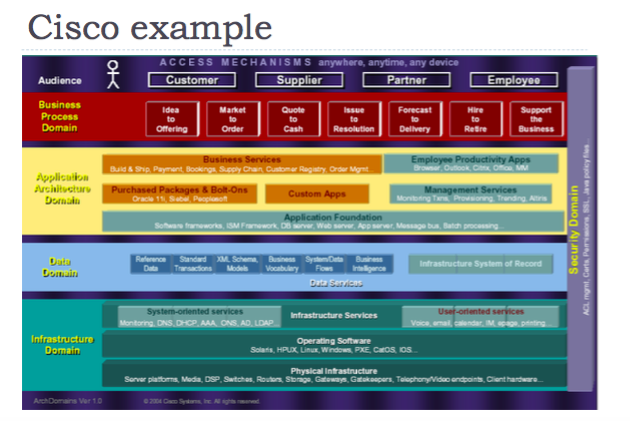 Cisco example
ACCESS MECHANISMS anywhere, anytime, any device
Audience
Customer
Supplier
Partner
Employee
Business
Process
Domain
Idea
to
Offering
Market
to
Order
Quote
to
Cash
Issue
to
Resolution
Forecast
to
Delivery
Hire
to
Retire
Support
the
Business
Application
Architecture
Domain
Business Services
Build & Ship, Payment, Bookings, Supply Chain, Customer Registry, Order Mgmt...
Employee Productivity Apps
Browser, Outlook, Citrix, Office, MM
Purchased Packages & Bolt-Ons
Oracle 11i, Siebel, Peoplesoft
Custom Apps
Management Services
Monitoring Tans, Provisioning, Trending, Altiris
Application Foundation
Software frameworks, ISM Framework, DB server, Web server, App server, Message bus, Batch processing...
Data
Domain
Reference
Data
Standard
Transactions
XML, Schema,
Models
Business
Vocabulary
System/Data
Flows
Business
Intelligence
Data Services
Infrastructure System of Record
Infrastructure
Domain
System-oriented services
Monitoring, DNS, DHCP, AAA, ONS, AD, LDAP...
Infrastructure Services
User-oriented services
Voice, email, calendar, IM, epage, printing...
Operating Software
Solaris, HPUX, Linux, Windows, PXE, CatOS, IOS...
Physical Infrastructure
Server platforms, Media, DSP, Switches, Routers, Storage, Gateways, Gatekeepers, Telephony/Video endpoints, Client hardware...
Security Domain
ACL mgmt, Certs, Permissions, SSL, Java policy files...
ArchDomains Ver 1.0
© 2004 Cisco Systems, Inc. All rights reserved.